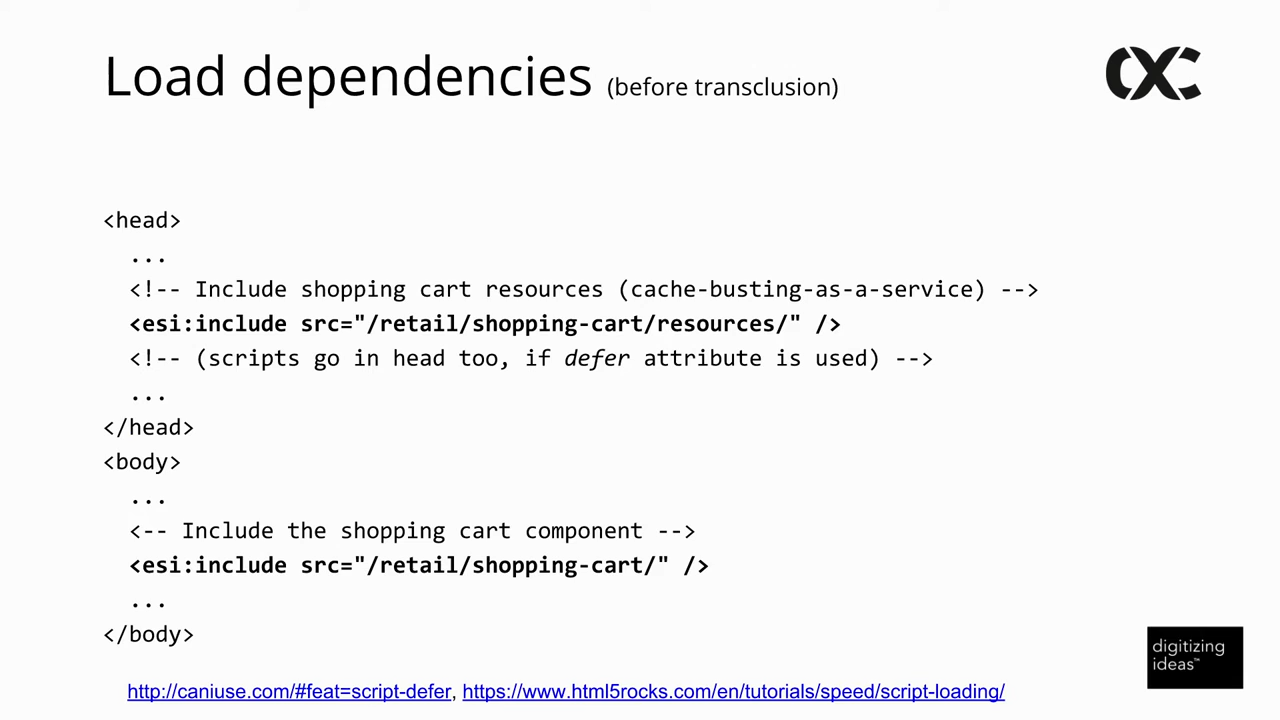 Load dependencies (before transclusion)
<head>
...
<!-- Include shopping cart resources (cache-busting-as-a-service) -->
<esi:include src="/retail/shopping-cart/resources/" />
<!-- (scripts go in head too, if defer attribute is used) -->
...
</head>
<body>
...
<-- Include the shopping cart component -->
<esi:include src="/retail/shopping-cart/" />
...
</body>
digitizing
ideas™
http://caniuse.com/#feat=script-defer, https://www.html5rocks.com/en/tutorials/speed/script-loading/